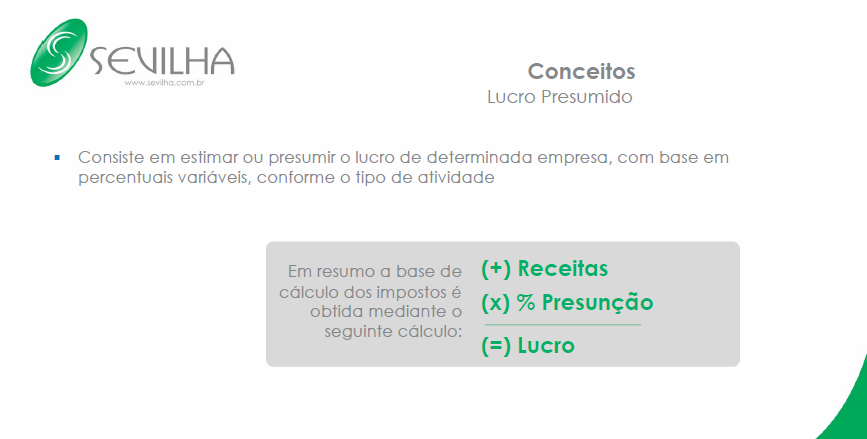 SEVILHA
www.sevilha.com.br
Conceitos
Lucro Presumido
▪ Consiste em estimar ou presumir o lucro de determinada empresa, com base em
percentuais variáveis, conforme o tipo de atividade
Em resumo a base de
cálculo dos impostos é
obtida mediante o
seguinte cálculo:
(+) Receitas
(x) % Presunção
(=) Lucro